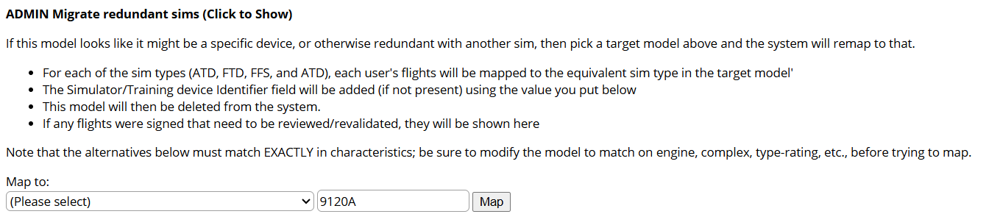 ADMIN Migrate redundant sims (Click to Show)
If this model looks like it might be a specific device, or otherwise redundant with another sim, then pick a target model above and the system will remap to that.
• For each of the sim types (ATD, FTD, FFS, and ATD), each user's flights will be mapped to the equivalent sim type in the target model'
• The Simulator/Training device Identifier field will be added (if not present) using the value you put below
• This model will then be deleted from the system.
• If any flights were signed that need to be reviewed/revalidated, they will be shown here
Note that the alternatives below must match EXACTLY in characteristics; be sure to modify the model to match on engine, complex, type-rating, etc., before trying to map.
Map to:
(Please select) 9120A Map